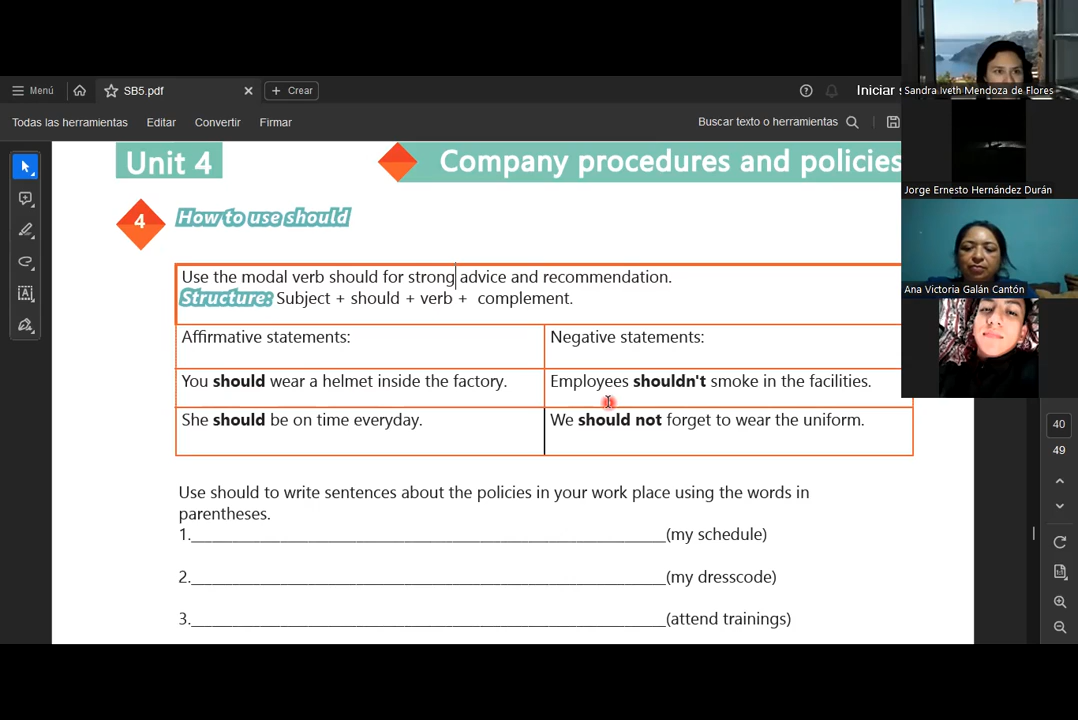 Menú
SB5.pdf
Crear
Iniciar s
Todas las herramientas
Editar
Convertir
Firmar
Buscar texto o herramientas
Sandra Iveth Mendoza de Flores
Jorge Ernesto Hernández Durán
Ana Victoria Galán Cantón
Unit 4
Company procedures and policies
4
How to use should
Use the modal verb should for strong advice and recommendation.
Structure: Subject + should + verb + complement.
Affirmative statements:
Negative statements:
You should wear a helmet inside the factory.
Employees shouldn't smoke in the facilities.
She should be on time everyday.
We should not forget to wear the uniform.
Use should to write sentences about the policies in your work place using the words in
parentheses.
1.______________________________(my schedule)
2.______________________________(my dresscode)
3.______________________________(attend trainings)
40
49